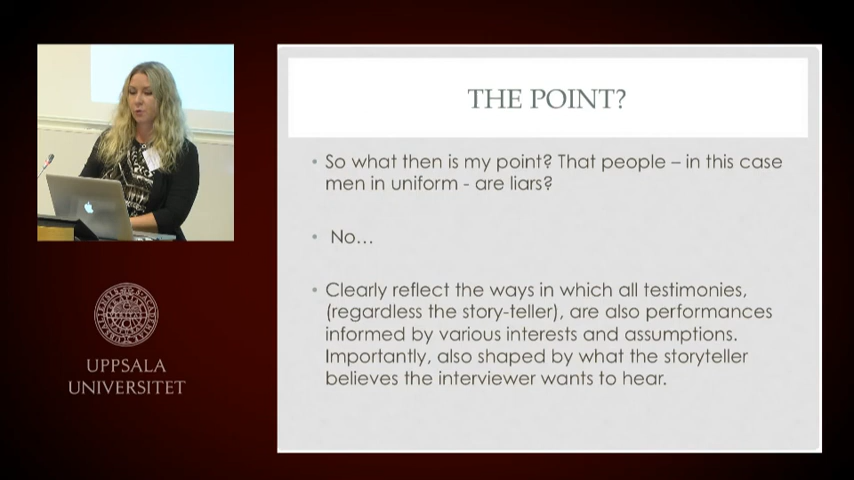 THE POINT?
So what then is my point? That people – in this case
men in uniform - are liars?
No...
Clearly reflect the ways in which all testimonies,
(regardless the story-teller), are also performances
informed by various interests and assumptions.
Importantly, also shaped by what the storyteller
believes the interviewer wants to hear.
UPPSALA
UNIVERSITET